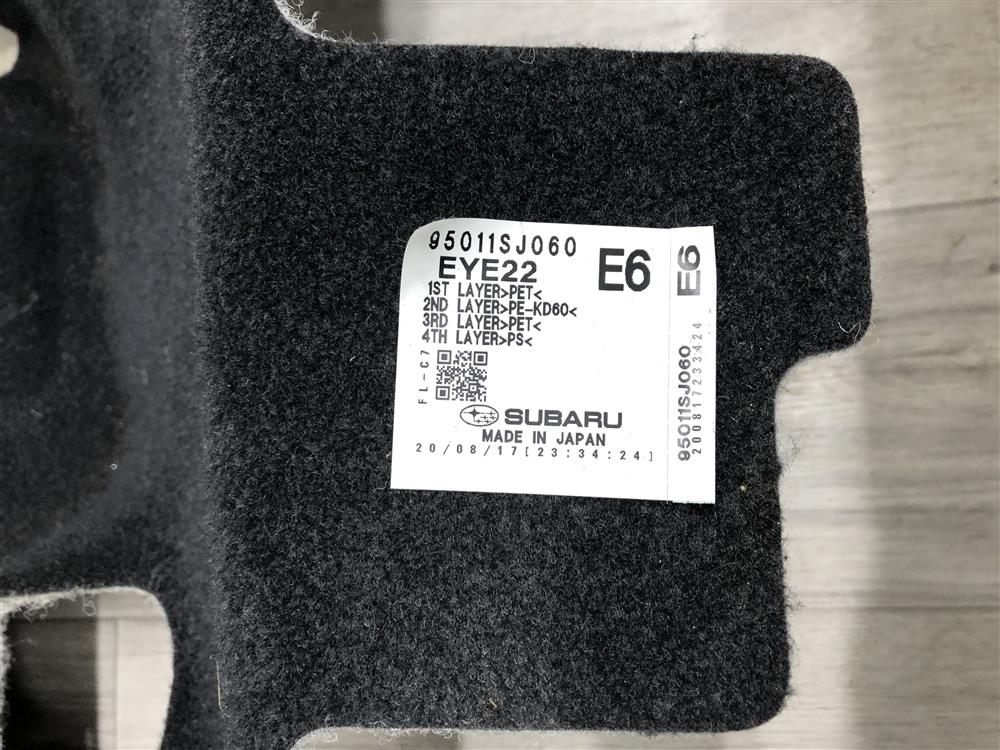 95011SJ060
EYE22
E6
1ST LAYER>PET<
2ND LAYER>PE-KD60<
3RD LAYER>PET<
4TH LAYER>PS<
FL-C7
SUBARU
MADE IN JAPAN
20/08/17[23:34:24]
E6
95011SJ060
200817233424